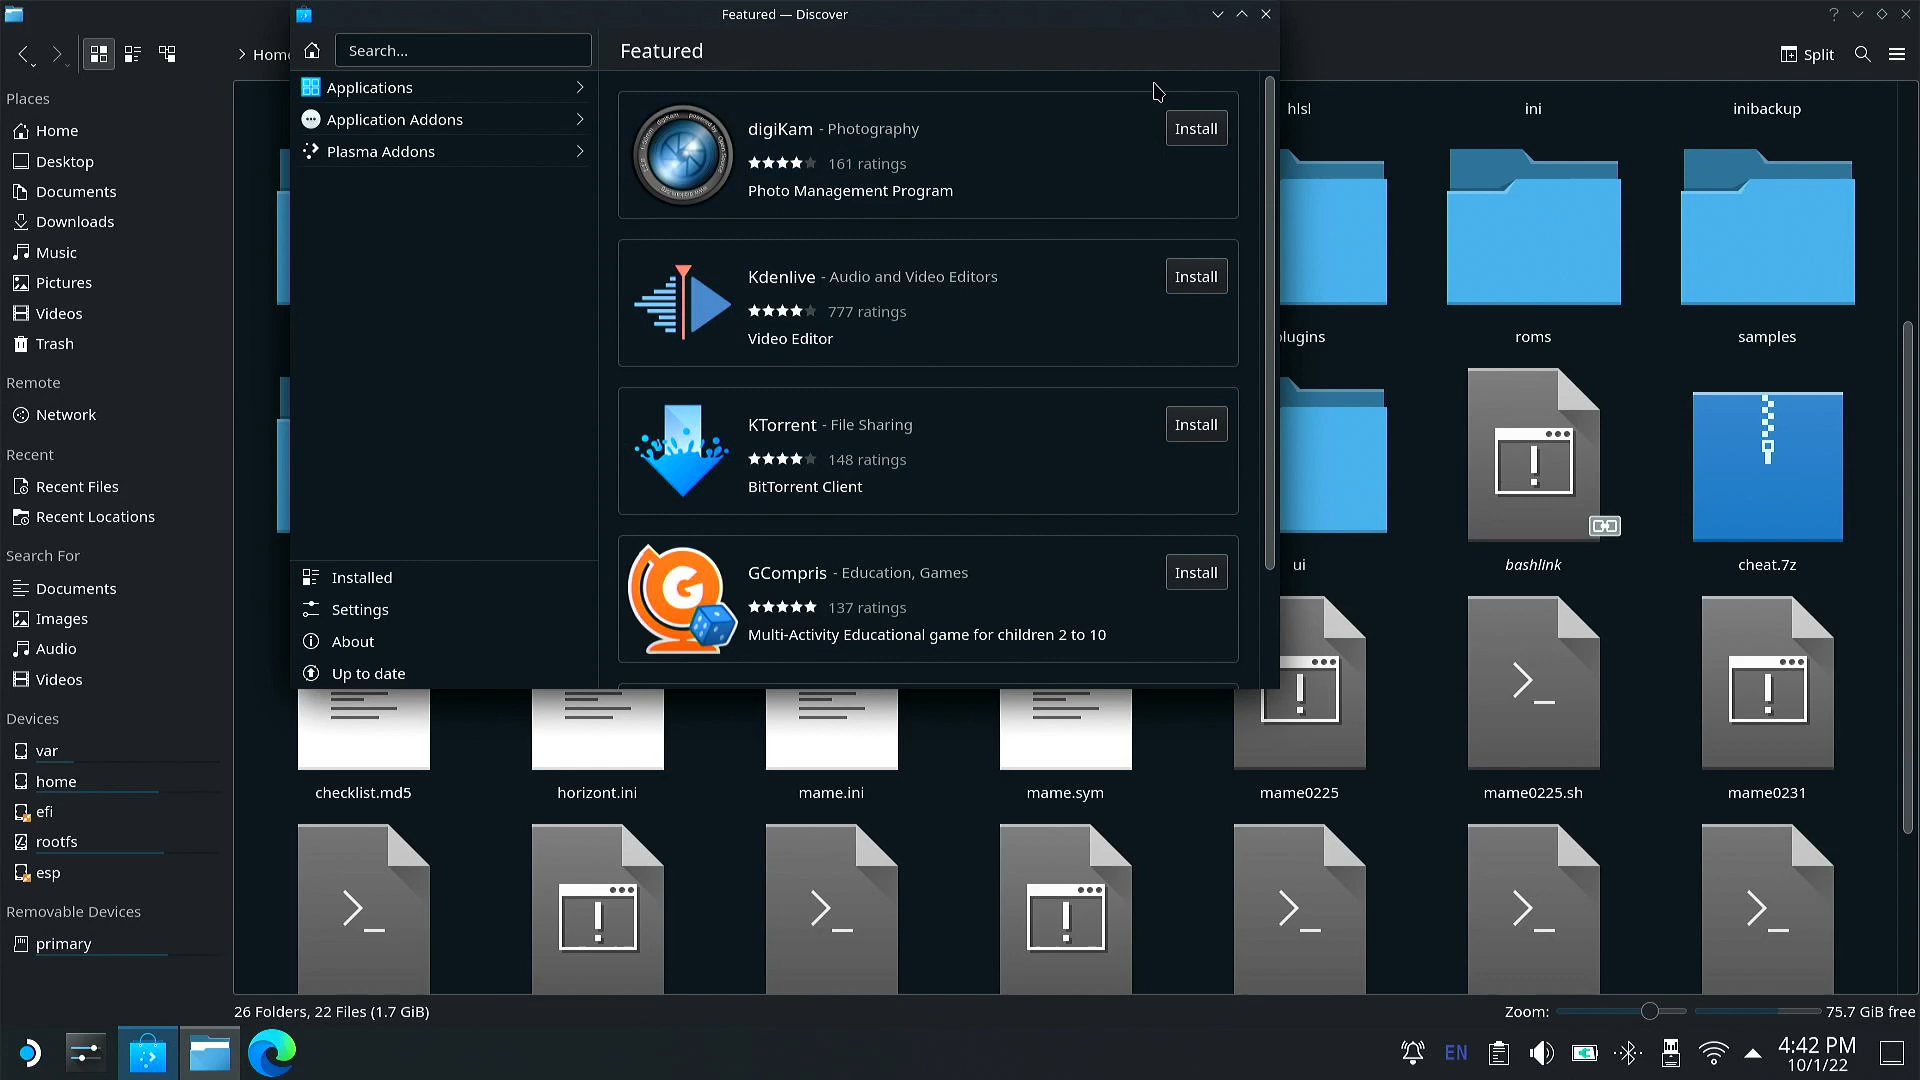 Featured — Discover
Home
Search...
Featured
Split
Applications
Application Addons
Plasma Addons
Installed
Settings
About
Up to date
digiKam - Photography
161 ratings
Photo Management Program
Install
Kdenlive - Audio and Video Editors
777 ratings
Video Editor
Install
KTorrent - File Sharing
148 ratings
BitTorrent Client
Install
GCompris - Education, Games
137 ratings
Multi-Activity Educational game for children 2 to 10
Install
Places
Home
Desktop
Documents
Downloads
Music
Pictures
Videos
Trash
Remote
Network
Recent
Recent Files
Recent Locations
Search For
Documents
Images
Audio
Videos
Devices
var
home
efi
rootfs
esp
Removable Devices
primary
hlsl
ini
inibackup
lugins
roms
samples
ui
bashlink
cheat.7z
checklist.md5
horizont.ini
mame.ini
mame.sym
mame0225
mame0225.sh
mame0231
26 Folders, 22 Files (1.7 GiB)
Zoom:
75.7 GiB free
EN
4:42 PM
10/1/22